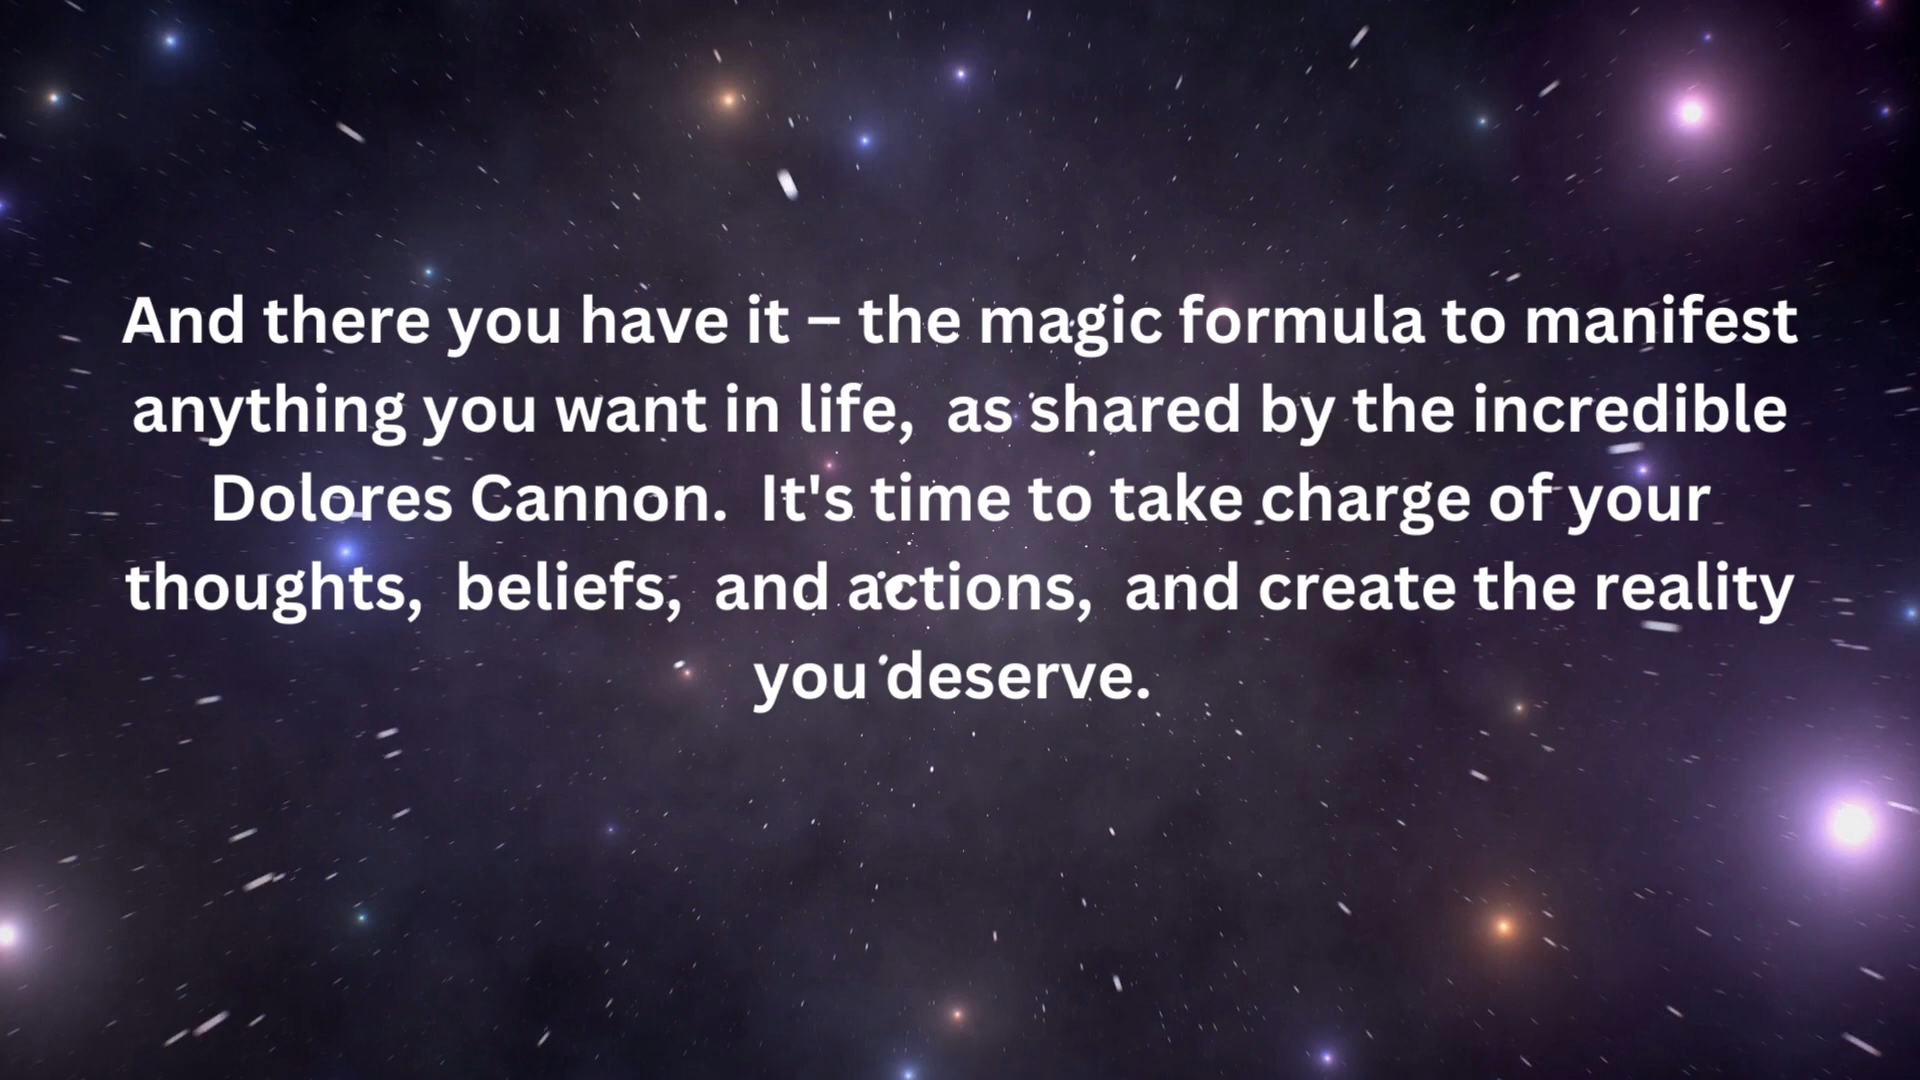 And there you have it – the magic formula to manifest
anything you want in life,  as shared by the incredible
Dolores Cannon.  It's time to take charge of your
thoughts,  beliefs,  and actions,  and create the reality
you deserve.